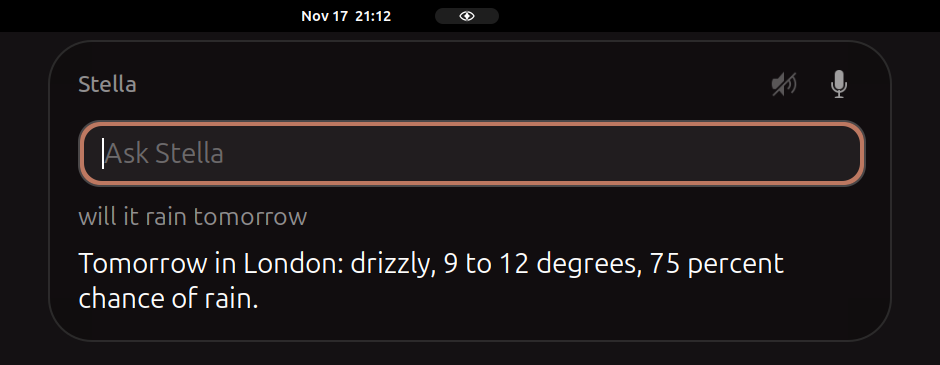 Nov 17 21:12
Stella
Ask Stella
will it rain tomorrow
Tomorrow in London: drizzly, 9 to 12 degrees, 75 percent
chance of rain.